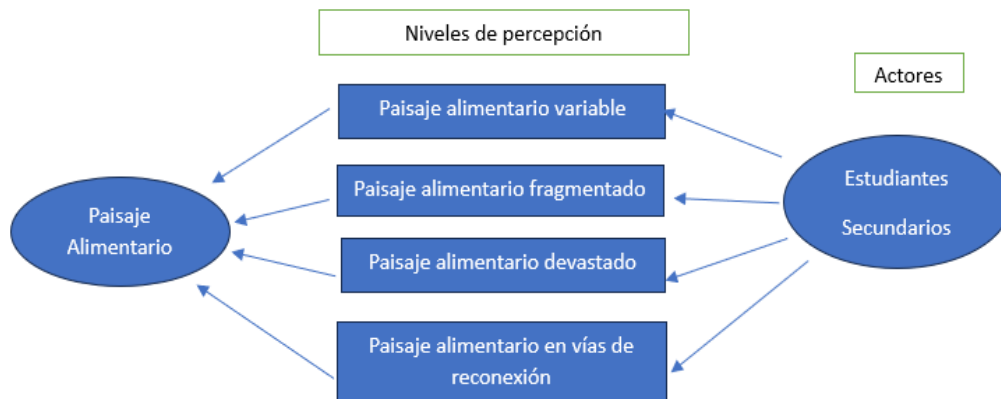 Niveles de percepción
Actores
Paisaje alimentario variable
Paisaje alimentario fragmentado
Paisaje alimentario devastado
Paisaje alimentario en vías de
reconexión
Paisaje
Alimentario
Estudiantes
Secundarios